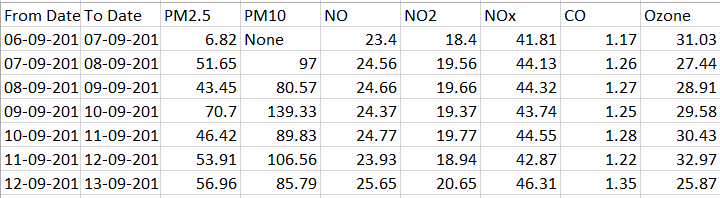 From Date To Date PM2.5 PM10 NO NO2 NOx CO Ozone
06-09-201 07-09-201 6.82 None 23.4 18.4 41.81 1.17 31.03
07-09-201 08-09-201 51.65 97 24.56 19.56 44.13 1.26 27.44
08-09-201 09-09-201 43.45 80.57 24.66 19.66 44.32 1.27 28.91
09-09-201 10-09-201 70.7 139.33 24.37 19.37 43.74 1.25 29.58
10-09-201 11-09-201 46.42 89.83 24.77 19.77 44.55 1.28 30.43
11-09-201 12-09-201 53.91 106.56 23.93 18.94 42.87 1.22 32.97
12-09-201 13-09-201 56.96 85.79 25.65 20.65 46.31 1.35 25.87